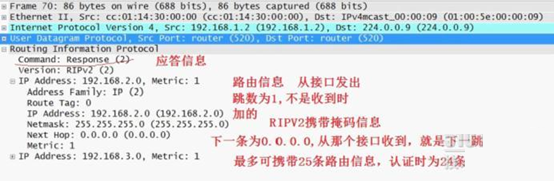 Frame 70: 86 bytes on wire (688 bits), 86 bytes captured (688 bits)
Ethernet II, Src: cc:01:14:30:00:00 (cc:01:14:30:00:00), Dst: IPv4mcast_00:00:09 (01:00:5e:00:00:09)
Internet Protocol Version 4, Src: 192.168.1.2 (192.168.1.2), Dst: 224.0.0.9 (224.0.0.9)
User Datagram Protocol, Src Port: router (520), Dst Port: router (520)
Routing Information Protocol
Command: Response (2) 应答信息
Version: RIPv2 (2)
IP Address: 192.168.2.0, Metric: 1 路由信息 从接口发出
Address Family: IP (2) 跳数为1,不是收到时
Route Tag: 0 加的
IP Address: 192.168.2.0 (192.168.2.0)
Netmask: 255.255.255.0 (255.255.255.0) RIPV2携带掩码信息
Next Hop: 0.0.0.0 (0.0.0.0) 下一条为0.0.0.0,从那个接口收到，就是下一跳
Metric: 1
IP Address: 192.168.3.0, Metric: 1 最多可携带25条路由信息，认证时为24条